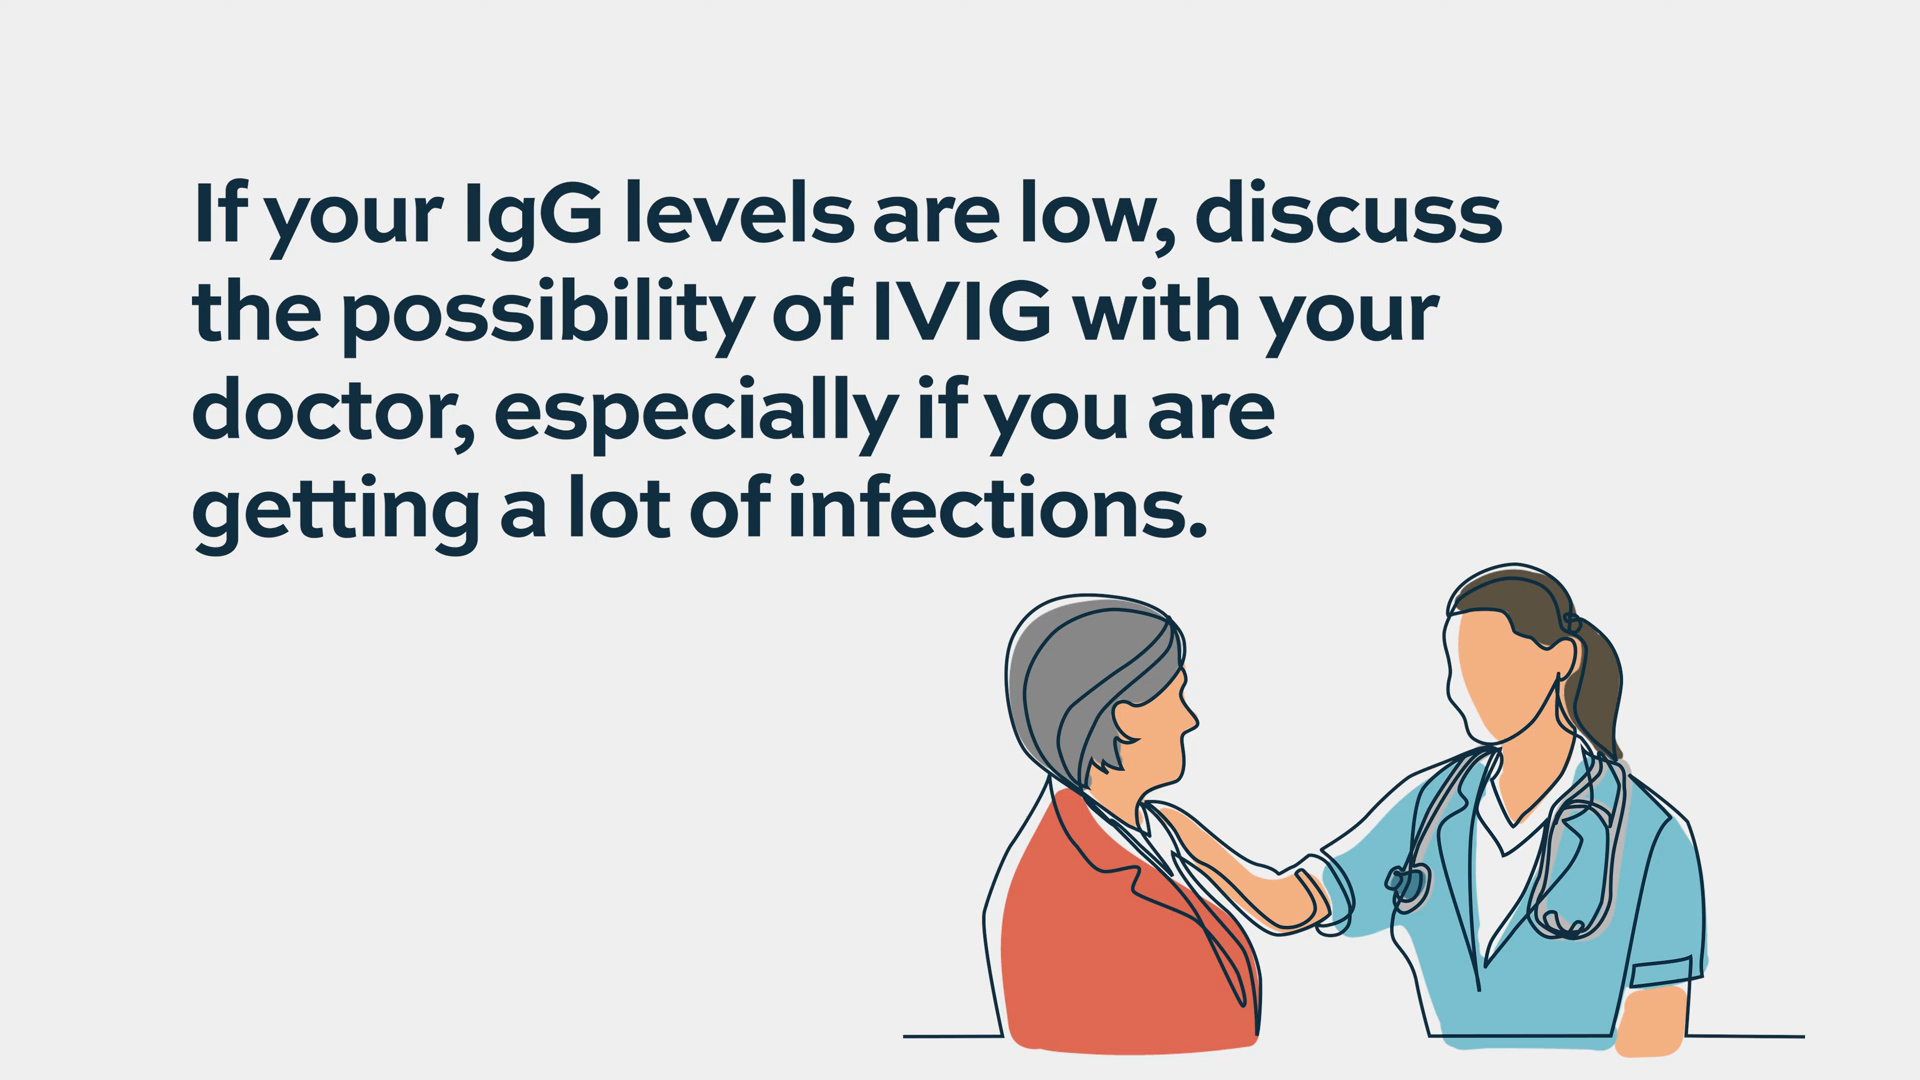 If your IgG levels are low, discuss
the possibility of IVIG with your
doctor, especially if you are
getting a lot of infections.